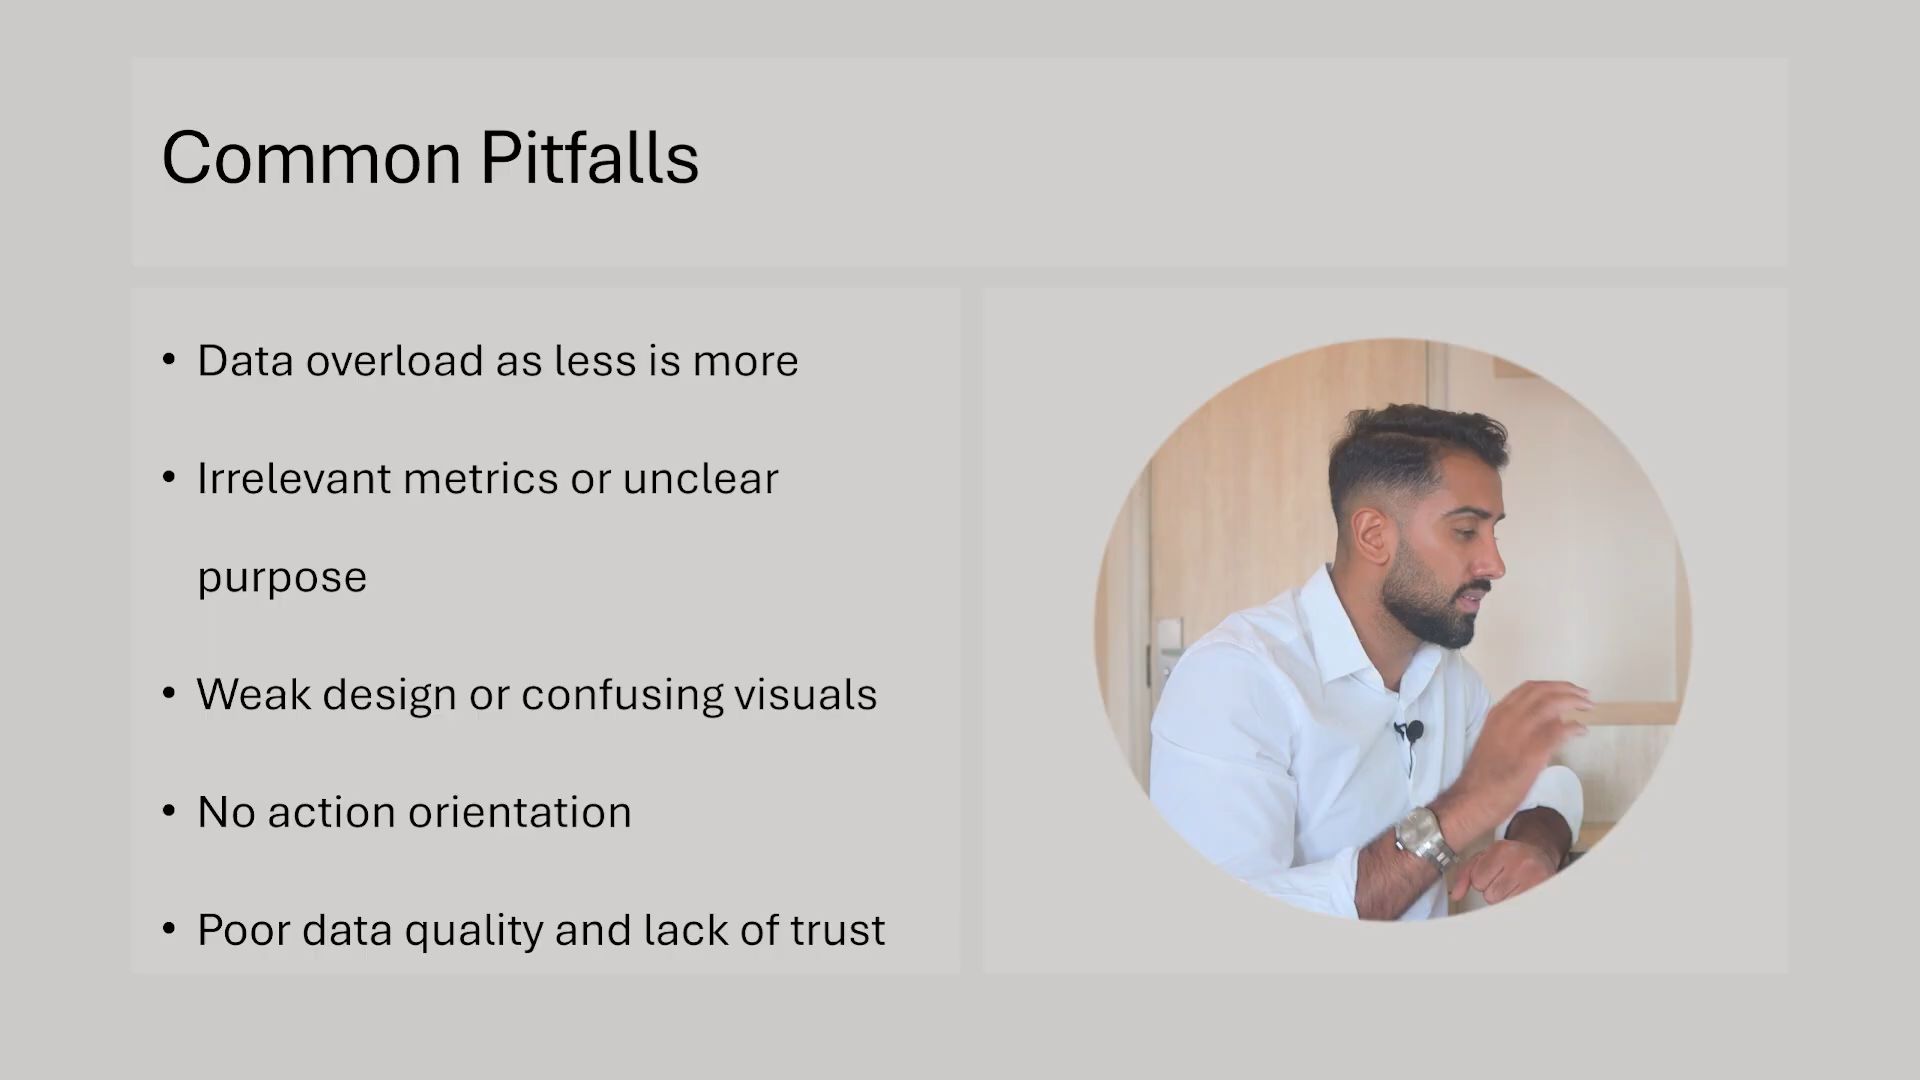 Common Pitfalls
• Data overload as less is more
• Irrelevant metrics or unclear
purpose
• Weak design or confusing visuals
• No action orientation
• Poor data quality and lack of trust